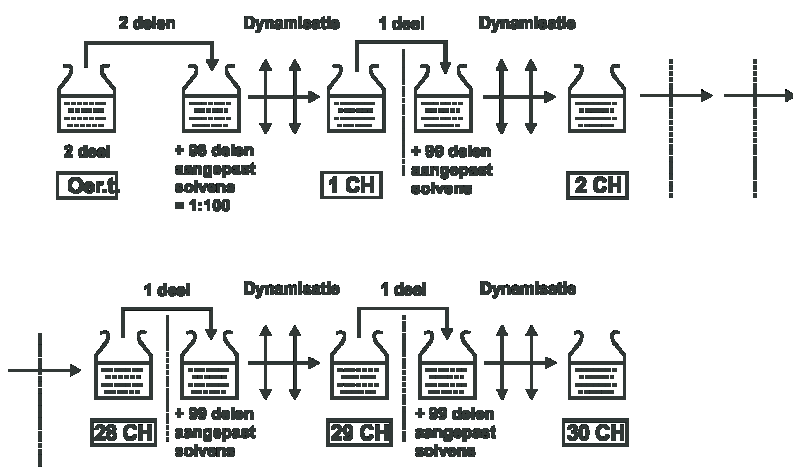 2 delen
Dynamisatie
1 deel
Dynamisatie
2 deel
+ 98 delen
aangepast
solvens
= 1:100
+ 99 delen
aangepast
solvens
Oer.t.
1 CH
2 CH
1 deel
Dynamisatie
1 deel
Dynamisatie
28 CH
+ 99 delen
aangepast
solvens
29 CH
+ 99 delen
aangepast
solvens
30 CH